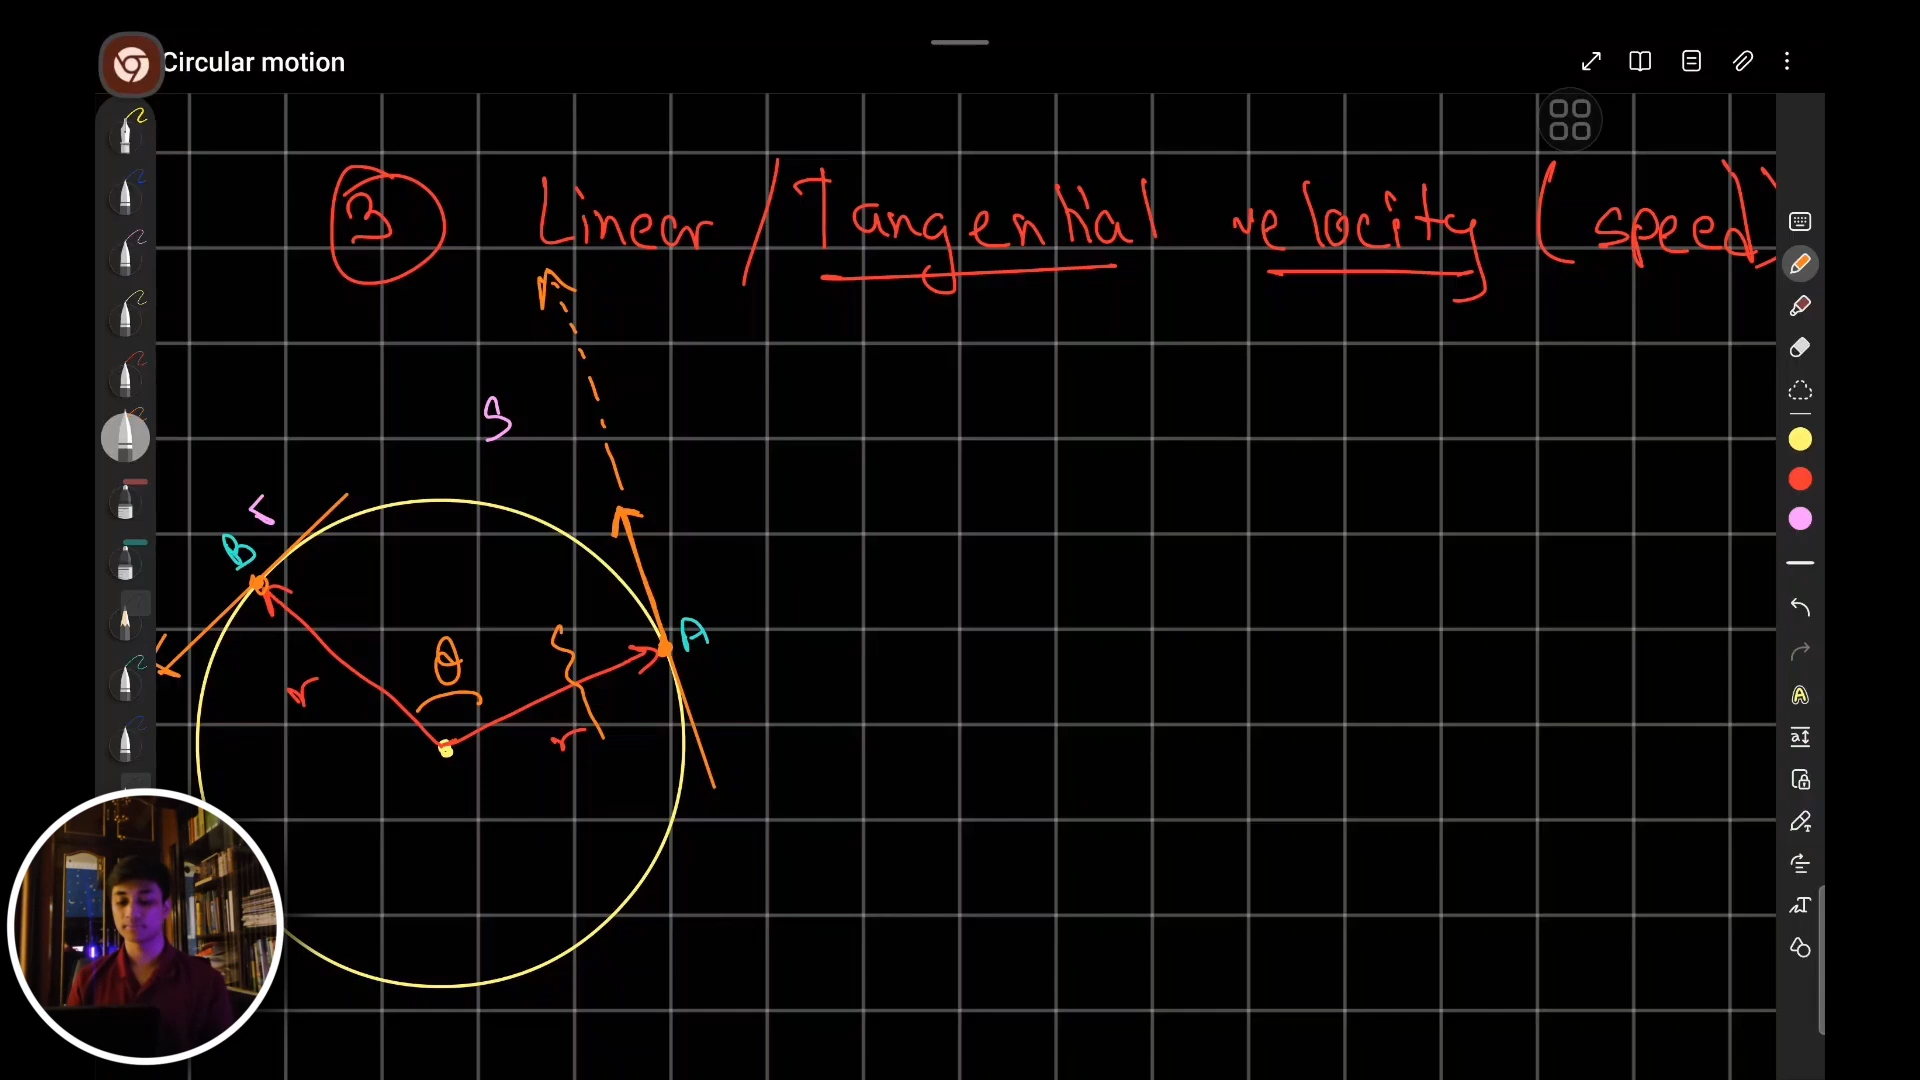 Circular motion
3 Linear / Tangential velocity (speed)
S
B
A
θ
r
r